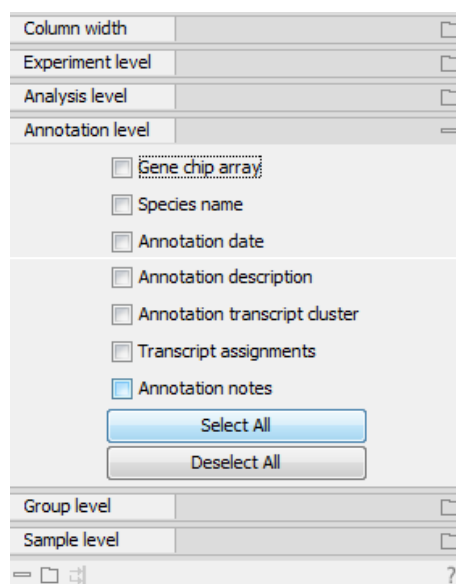 Column width
Experiment level
Analysis level
Annotation level
Gene chip array
Species name
Annotation date
Annotation description
Annotation transcript cluster
Transcript assignments
Annotation notes
Select All
Deselect All
Group level
Sample level
?